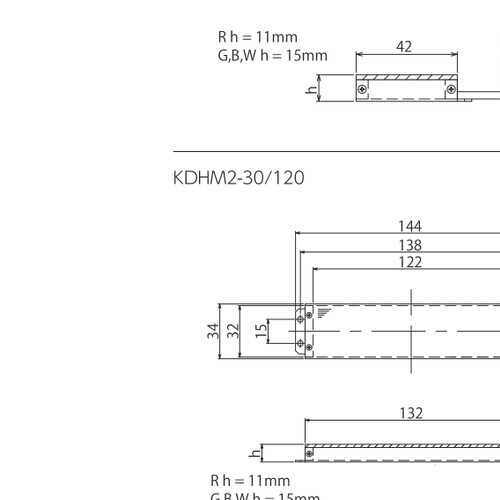 R h = 11mm
G,B,W h = 15mm
42
h
KDHM2-30/120
144
138
122
34
32
15
132
h
R h = 11mm
G,B,W h = 15mm